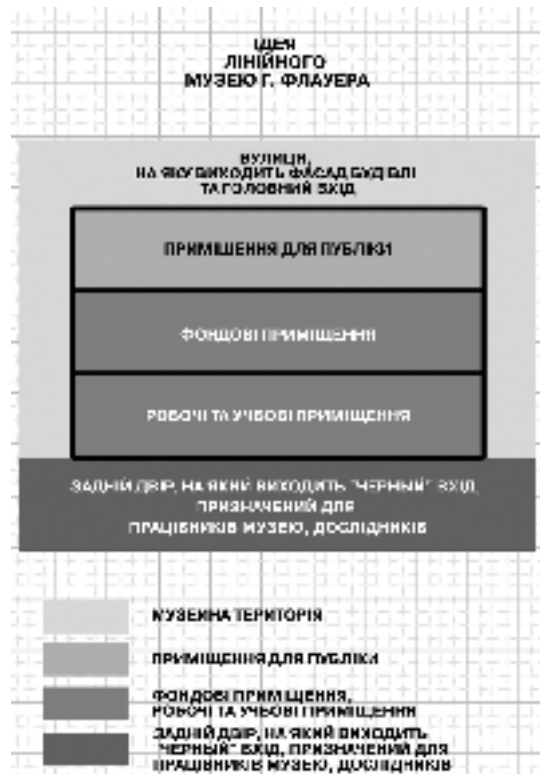 ІДЕЯ
ЛІНІЙНОГО
МУЗЕЮ Г. ФЛАУЕРА
ВУЛИЦЯ,
НА ЯКУ ВИХОДИТЬ ФАСАД БУДІВЛІ
ТА ГОЛОВНИЙ ВХІД
ПРИМІЩЕННЯ ДЛЯ ПУБЛІКИ
ФОНДОВІ ПРИМІЩЕННЯ
РОБОЧІ ТА УЧБОВІ ПРИМІЩЕННЯ
ЗАДНІЙ ДВІР, НА ЯКИЙ ВИХОДИТЬ "ЧЕРНЫЙ" ВХІД,
ПРИЗНАЧЕНИЙ ДЛЯ
ПРАЦІВНИКІВ МУЗЕЮ, ДОСЛІДНИКІВ
МУЗЕЙНА ТЕРИТОРІЯ
ПРИМІЩЕННЯ ДЛЯ ПУБЛІКИ
ФОНДОВІ ПРИМІЩЕННЯ,
РОБОЧІ ТА УЧБОВІ ПРИМІЩЕННЯ
ЗАДНІЙ ДВІР, НА ЯКИЙ ВИХОДИТЬ
"ЧЕРНЫЙ" ВХІД, ПРИЗНАЧЕНИЙ ДЛЯ
ПРАЦІВНИКІВ МУЗЕЮ, ДОСЛІДНИКІВ